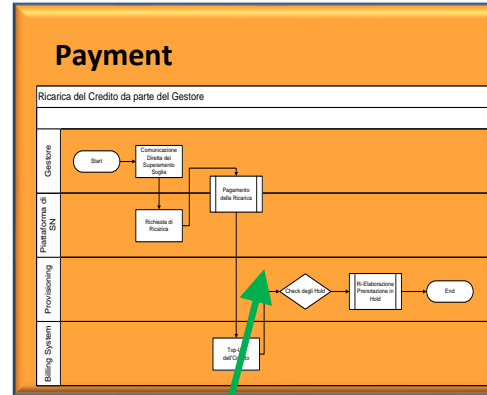 Payment
Ricarica del Credito da parte del Gestore
Gestore
Start
Comunicazione
Diretta del
Superamento
Soglia
Pagamento
della Ricarica
Piattaforma di
SN
Richiesta di
Ricarica
Provisioning
Check degli Hold
Ri-Elaborazione
Prenotazione in
Hold
End
Billing System
Top-Up
dell'Credito